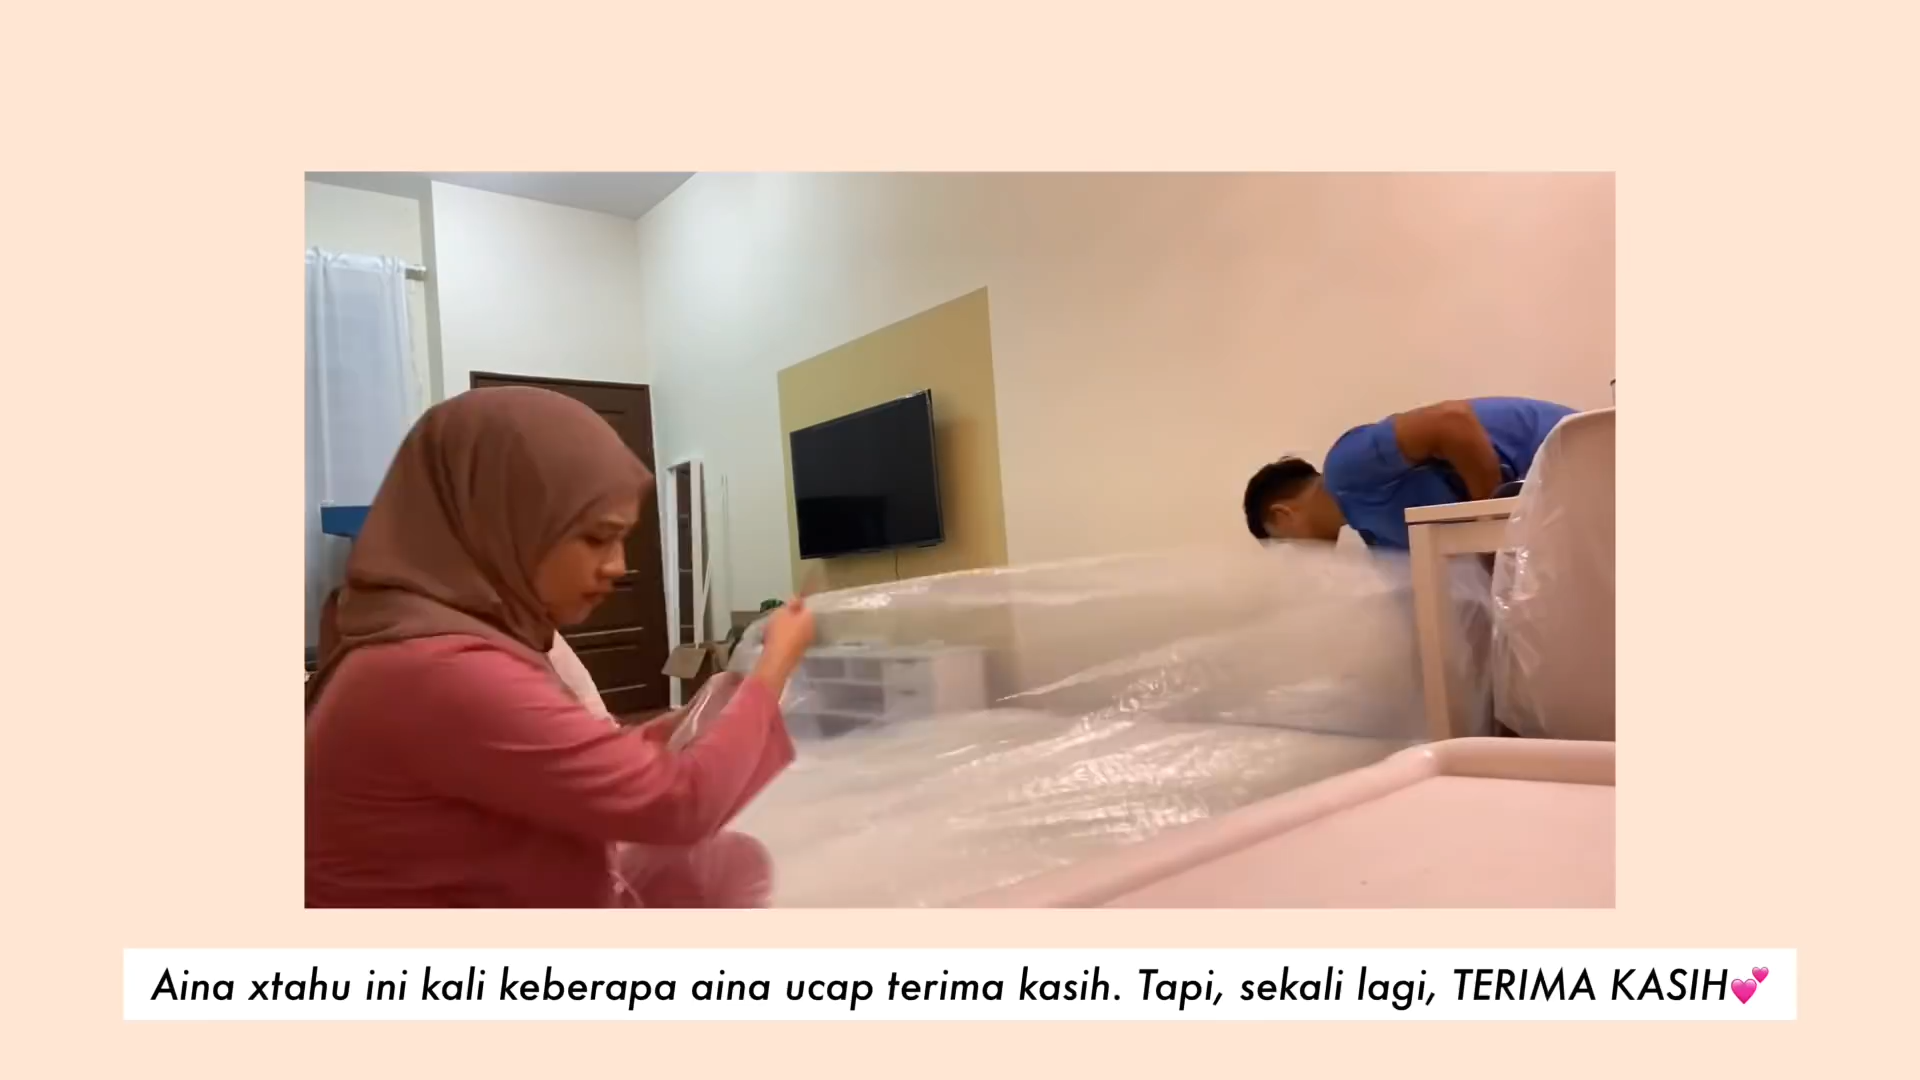 Aina xtahu ini kali keberapa aina ucap terima kasih. Tapi, sekali lagi, TERIMA KASIH💕